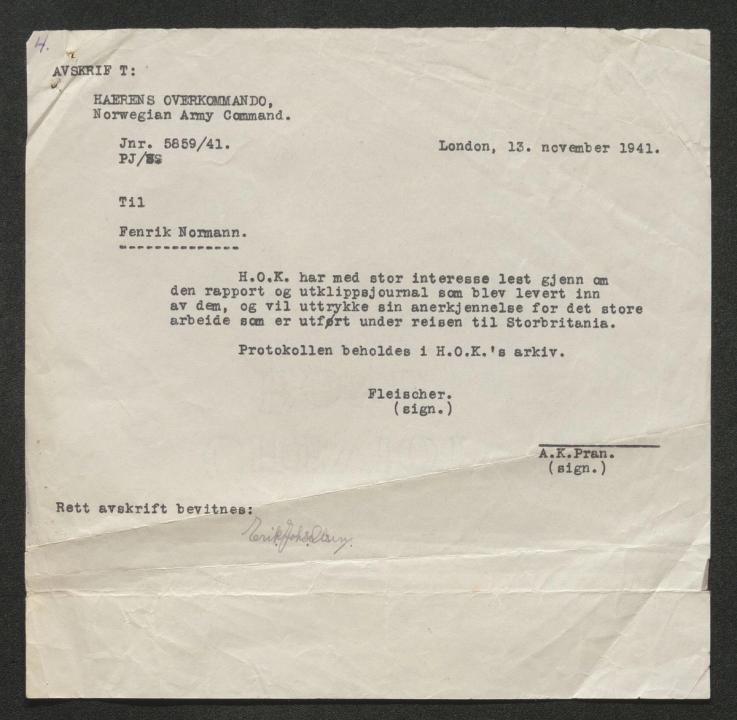 4.
AVSKRIF T:
HAERENS OVERKOMMANDO,
Norwegian Army Command.
Jnr. 5859/41.
PJ/
London, 13. november 1941.
Til
Fenrik Normann.
H.O.K. har med stor interesse lest gjenn om
den rapport og utklippsjournal som blev levert inn
av dem, og vil uttrykke sin anerkjennelse for det store
arbeide som er utført under reisen til Storbritania.
Protokollen beholdes i H.O.K.'s arkiv.
Fleischer.
(sign.)
A.K.Pran.
(sign.)
Rett avskrift bevitnes:
Erik Johs. Olsen.